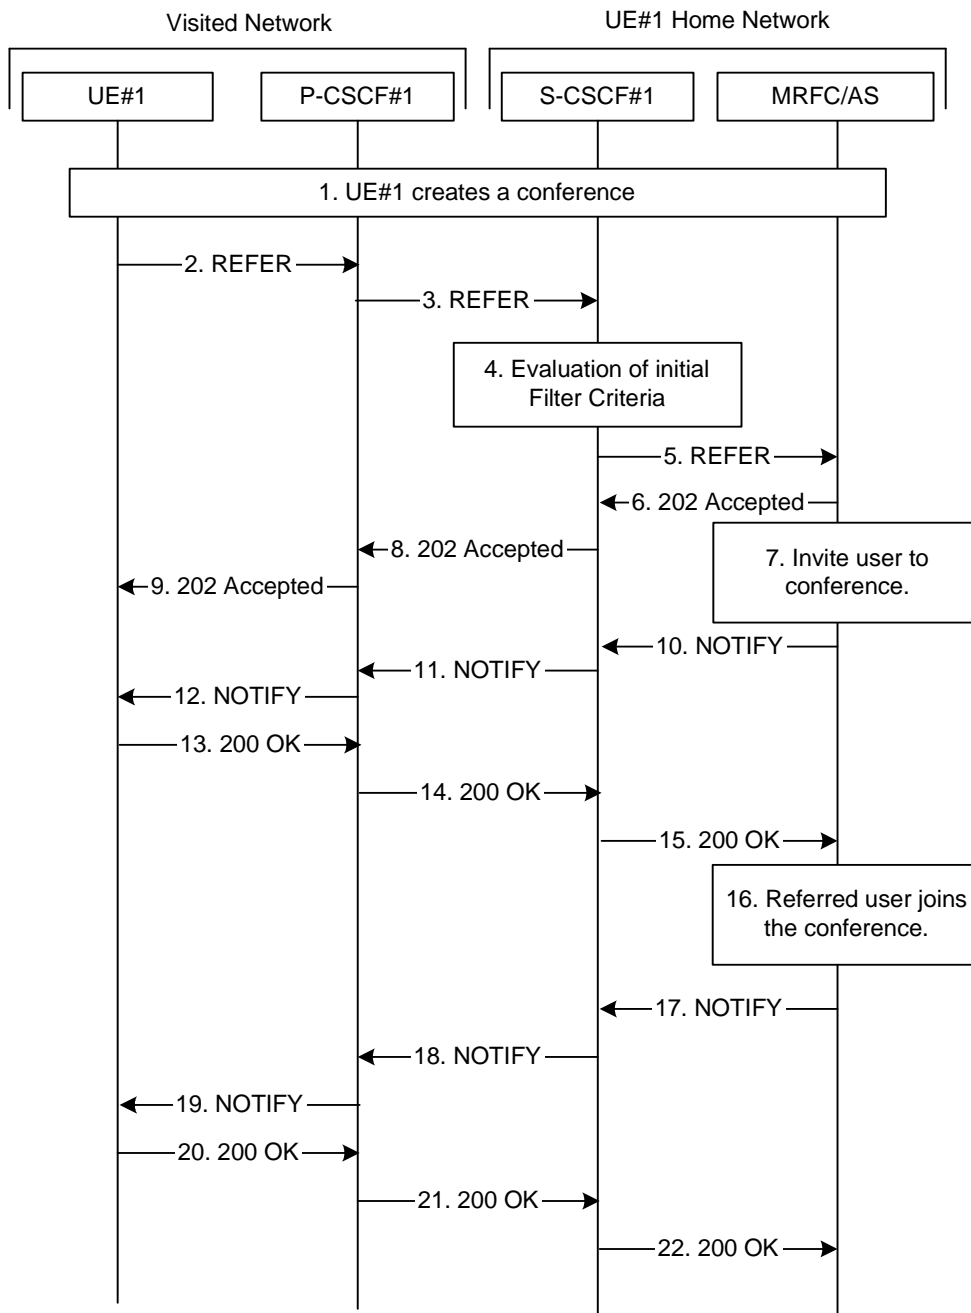 Visited Network
UE#1 Home Network
UE#1
P-CSCF#1
S-CSCF#1
MRFC/AS
1. UE#1 creates a conference
2. REFER
3. REFER
4. Evaluation of initial
Filter Criteria
5. REFER
6. 202 Accepted
8. 202 Accepted
7. Invite user to
conference.
9. 202 Accepted
10. NOTIFY
11. NOTIFY
12. NOTIFY
13. 200 OK
14. 200 OK
15. 200 OK
16. Referred user joins
the conference.
17. NOTIFY
18. NOTIFY
19. NOTIFY
20. 200 OK
21. 200 OK
22. 200 OK